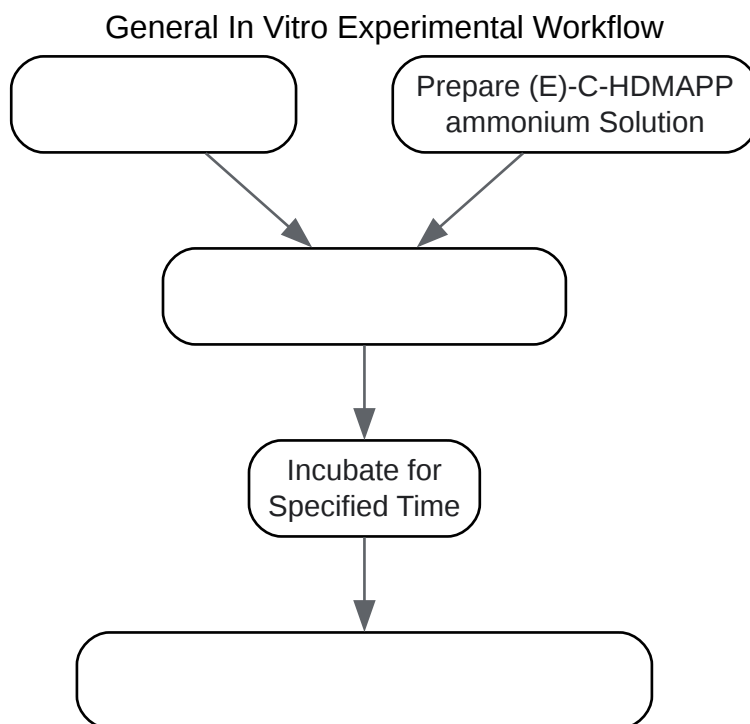 General In Vitro Experimental Workflow
Prepare (E)-C-HDMAPP
ammonium Solution
Incubate for
Specified Time